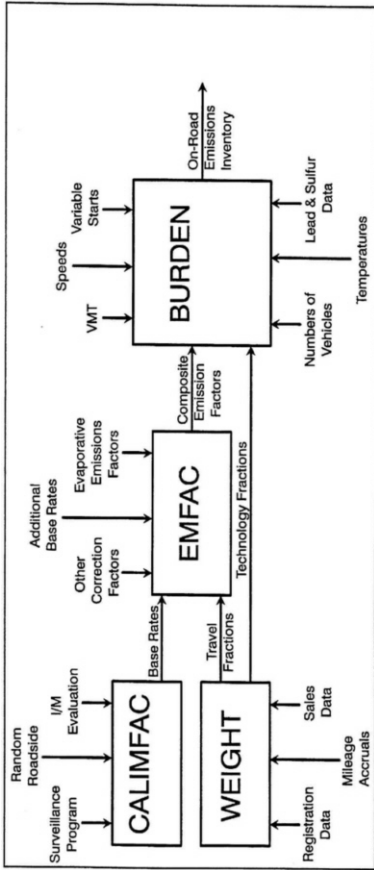 Surveillance
Program
Random
Roadside
I/M
Evaluation
CALIMFAC
Base Rates
WEIGHT
Registration
Data
Mileage
Accruals
Sales
Data
Travel
Fractions
Technology Fractions
Other
Correction
Factors
Additional
Base Rates
Evaporative
Emissions
Factors
EMFAC
Composite
Emission
Factors
VMT
Speeds
Variable
Starts
BURDEN
Numbers of
Vehicles
Temperatures
Lead & Sulfur
Data
On-Road
Emissions
Inventory